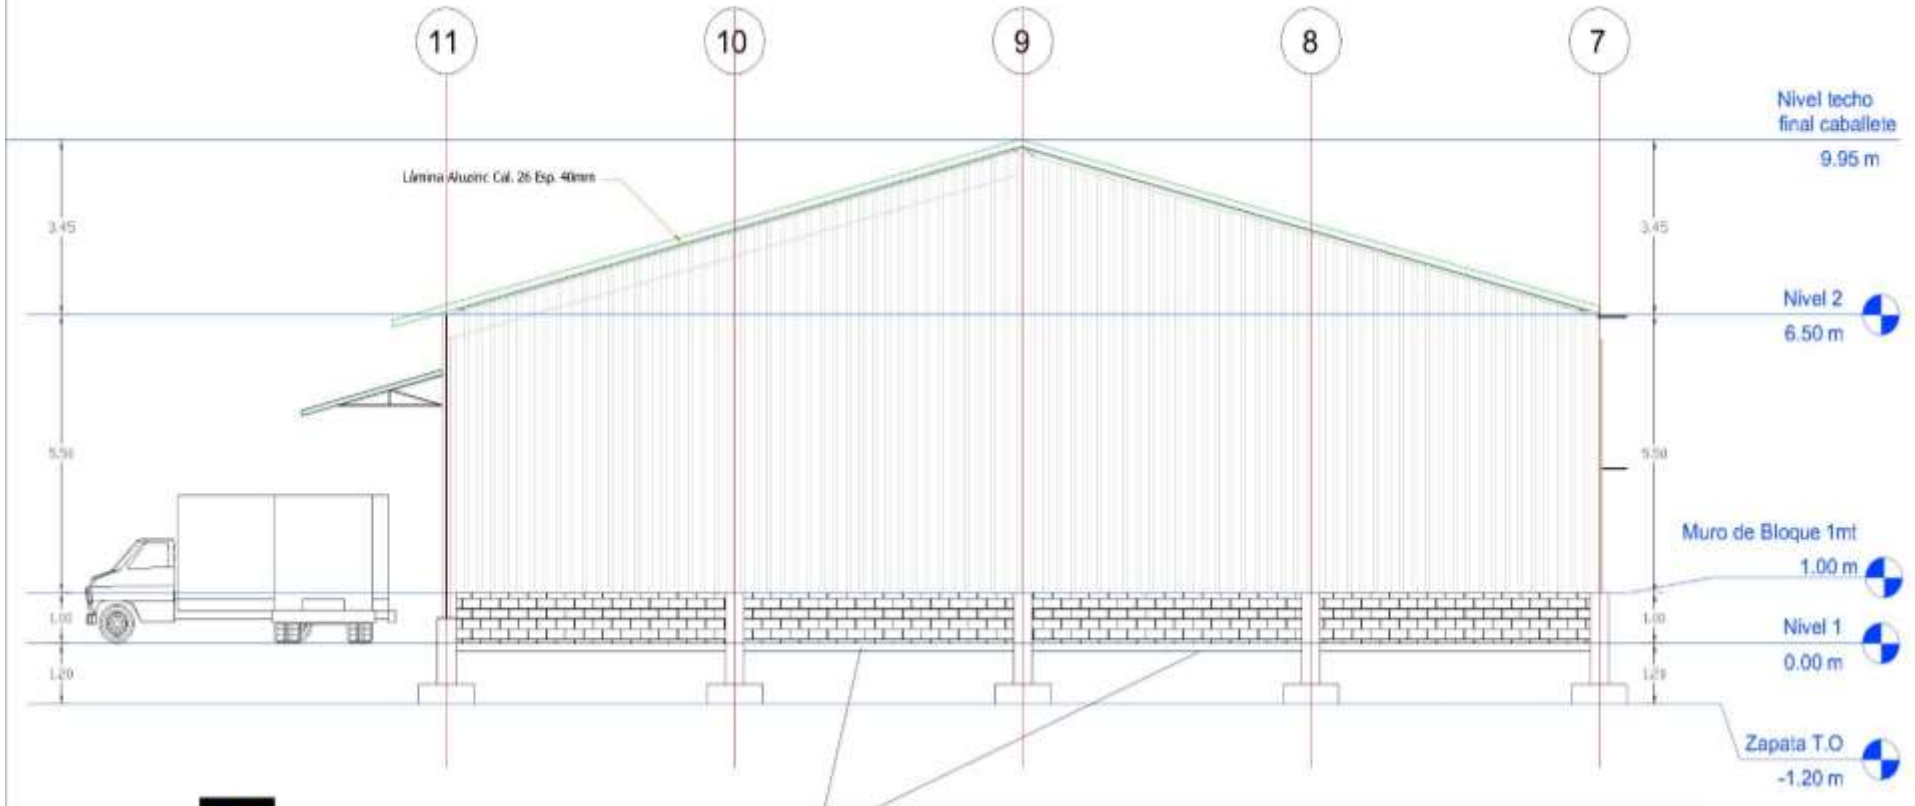 11
10
9
8
7
Nivel techo
final caballete
9.95 m
Lámina Aluzinc Cal. 26 Esp. 40mm
3.45
3.45
Nivel 2
6.50 m
5.50
5.50
Muro de Bloque 1mt
1.00 m
1.00
1.00
Nivel 1
0.00 m
1.20
1.20
Zapata T.O
-1.20 m